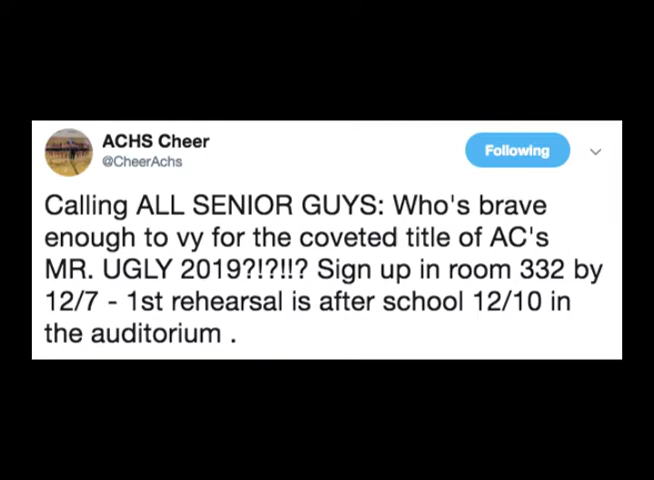 ACHS Cheer
@CheerAchs
Following
Calling ALL SENIOR GUYS: Who's brave
enough to vy for the coveted title of AC's
MR. UGLY 2019?!?!!? Sign up in room 332 by
12/7 - 1st rehearsal is after school 12/10 in
the auditorium .